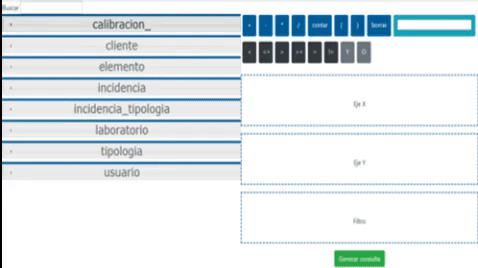 Buscar
calibracion_
cliente
elemento
incidencia
incidencia_tipologia
laboratorio
tipologia
usuario
+ - * / contar ( ) borrar
< <= > >= = != Y O
Eje X
Eje Y
Filtro
Generar consulta